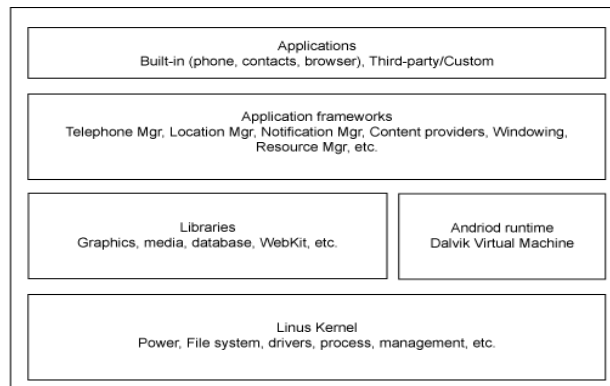 Applications
Built-in (phone, contacts, browser), Third-party/Custom
Application frameworks
Telephone Mgr, Location Mgr, Notification Mgr, Content providers, Windowing,
Resource Mgr, etc.
Libraries
Graphics, media, database, WebKit, etc.
Andriod runtime
Dalvik Virtual Machine
Linus Kernel
Power, File system, drivers, process, management, etc.